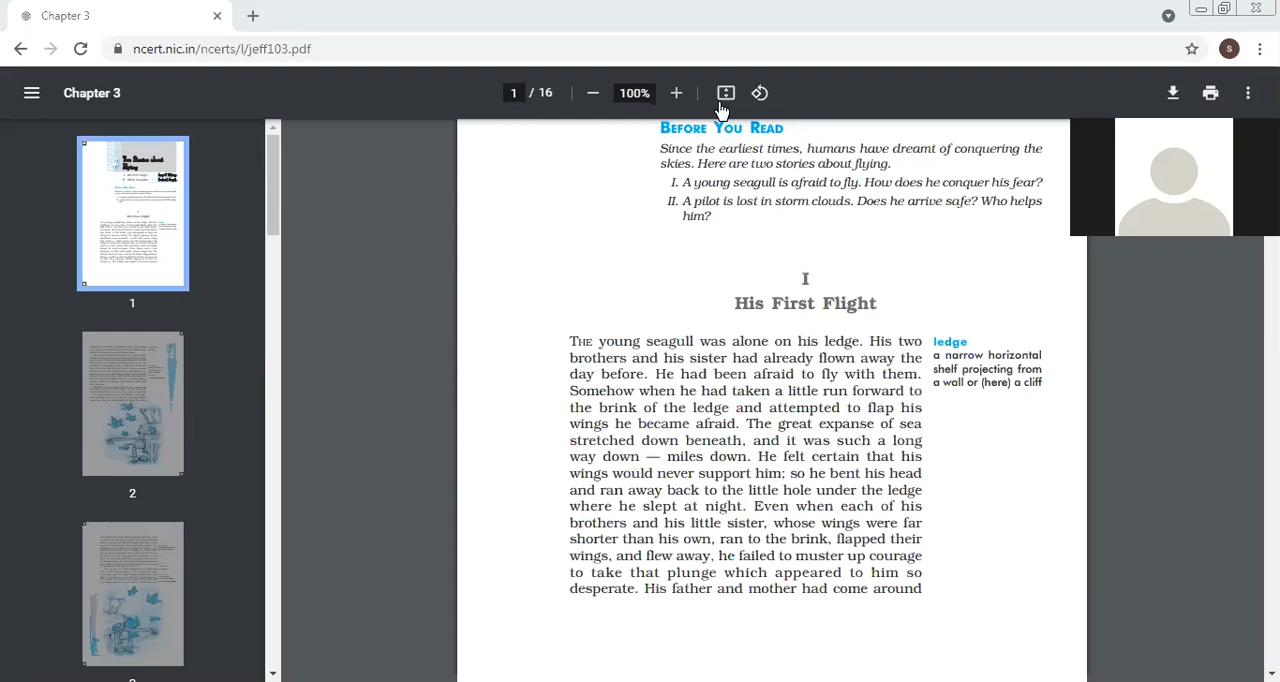 Chapter 3
ncert.nic.in/ncerts/l/jeff103.pdf
S
Chapter 3
1 / 16
100%
Two Stories about
Flying
1
2
BEFORE YOU READ
Since the earliest times, humans have dreamt of conquering the
skies. Here are two stories about flying.
I. A young seagull is afraid to fly. How does he conquer his fear?
II. A pilot is lost in storm clouds. Does he arrive safe? Who helps
him?
I
His First Flight
THE young seagull was alone on his ledge. His two
brothers and his sister had already flown away the
day before. He had been afraid to fly with them.
Somehow when he had taken a little run forward to
the brink of the ledge and attempted to flap his
wings he became afraid. The great expanse of sea
stretched down beneath, and it was such a long
way down — miles down. He felt certain that his
wings would never support him; so he bent his head
and ran away back to the little hole under the ledge
where he slept at night. Even when each of his
brothers and his little sister, whose wings were far
shorter than his own, ran to the brink, flapped their
wings, and flew away, he failed to muster up courage
to take that plunge which appeared to him so
desperate. His father and mother had come around
ledge
a narrow horizontal
shelf projecting from
a wall or (here) a cliff